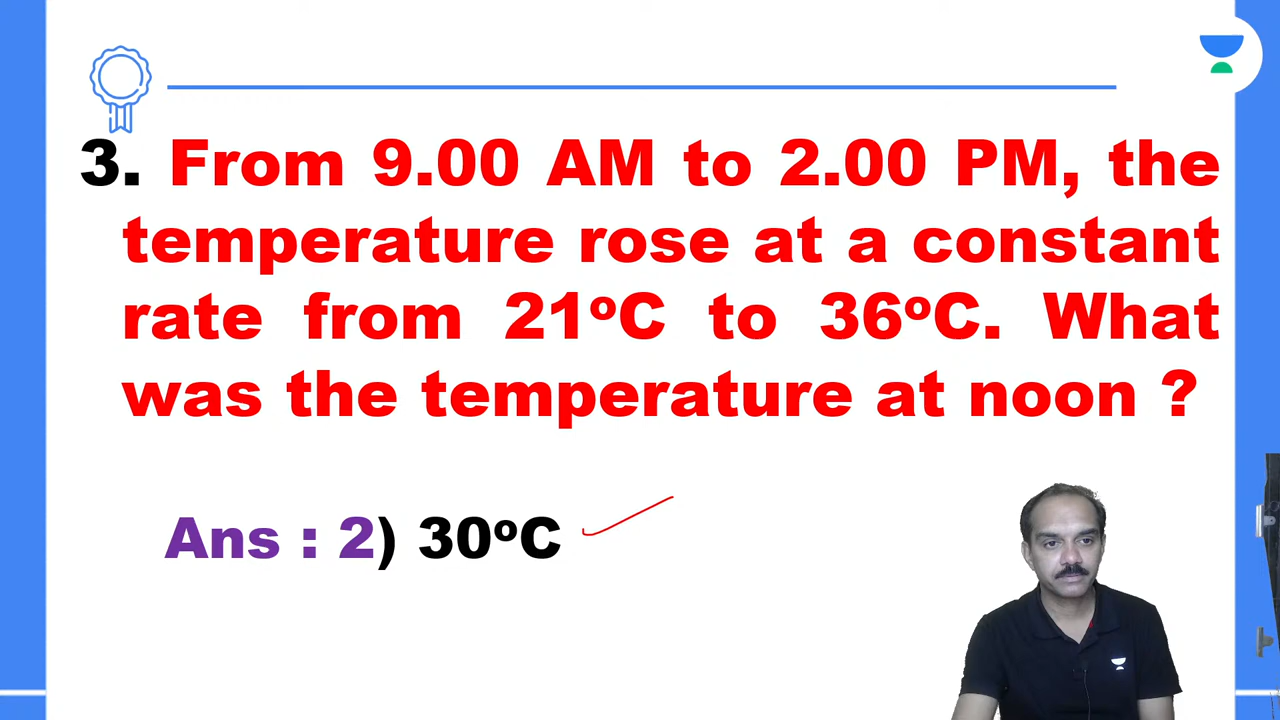 3. From 9.00 AM to 2.00 PM, the
temperature rose at a constant
rate from 21ºC to 36ºC. What
was the temperature at noon ?
Ans : 2) 30ºC